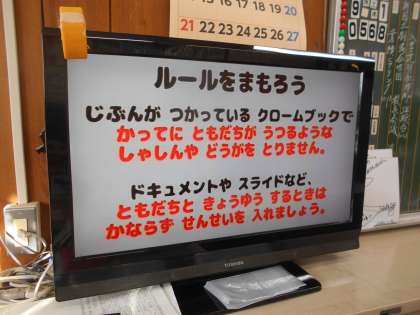 13 19 20
21 22 23 24 25 26 27
ルールをまもろう
じぶんが つかっている クロームブックで
かってに ともだちが うつるような
しゃしんや どうがを とりません。
ドキュメントや スライドなど、
ともだちと きょうゆう するときは
かならず せんせいを 入れましょう。
TOSHIBA